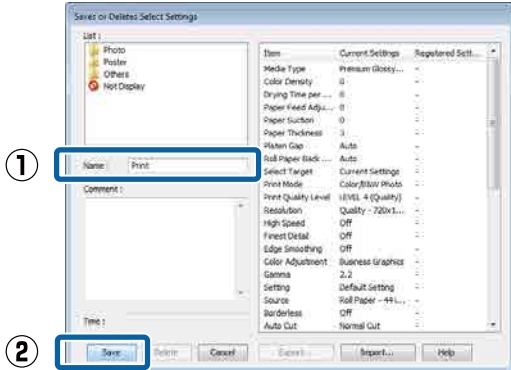 Saves or Deletes Select Settings
List :
Photo
Poster
Others
Not Display
① Name : Print
Comment :
Time :
② Save Delete Cancel Export... Import... Help
Item Current Settings Registered Sett...
Media Type Premium Glossy... -
Color Density 0 -
Drying Time per ... 0 -
Paper Feed Adju... 0 -
Paper Suction 0 -
Paper Thickness 3 -
Platen Gap Auto -
Roll Paper Back ... Auto -
Select Target Current Settings -
Print Mode Color/B&W Photo -
Print Quality Level LEVEL 4 (Quality) -
Resolution Quality - 720x1... -
High Speed Off -
Finest Detail Off -
Edge Smoothing Off -
Color Adjustment Business Graphics -
Gamma 2.2 -
Setting Default Setting -
Source Roll Paper - 44 i... -
Borderless Off -
Auto Cut Normal Cut -